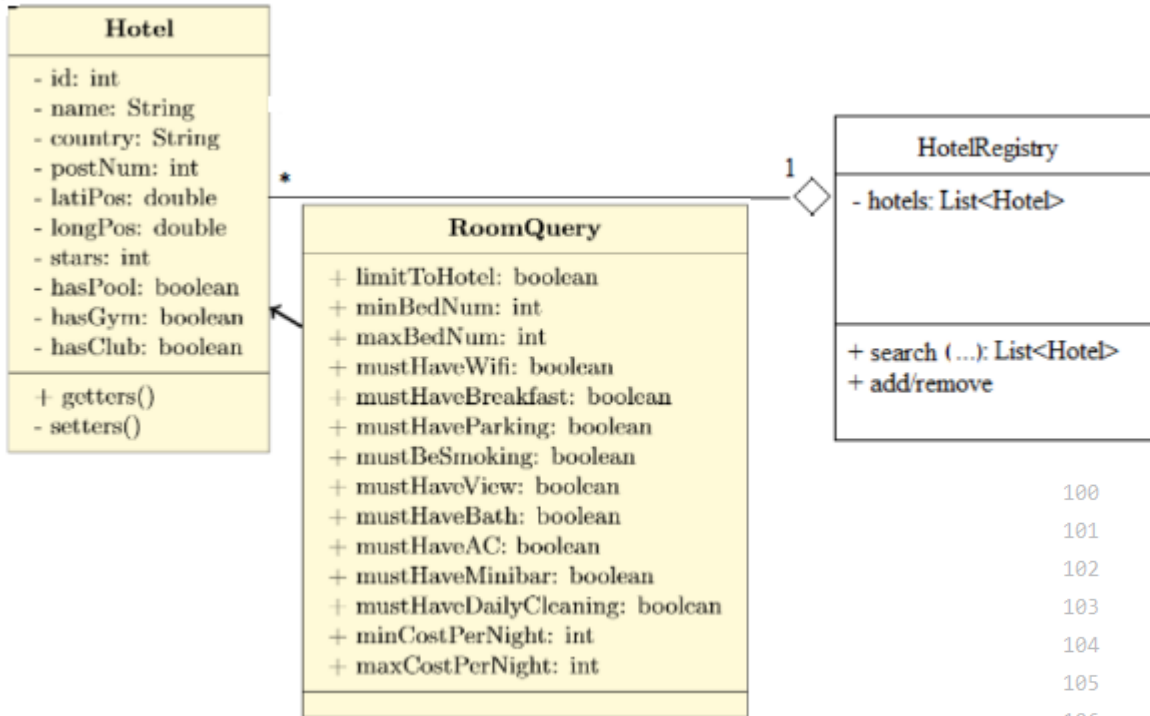 Hotel
- id: int
- name: String
- country: String
- postNum: int
- latiPos: double
- longPos: double
- stars: int
- hasPool: boolean
- hasGym: boolean
- hasClub: boolean
+ getters()
- setters()
*
1
RoomQuery
+ limitToHotel: boolean
+ minBedNum: int
+ maxBedNum: int
+ mustHaveWifi: boolean
+ mustHaveBreakfast: boolean
+ mustHaveParking: boolean
+ mustBeSmoking: boolean
+ mustHaveView: boolean
+ mustHaveBath: boolean
+ mustHaveAC: boolean
+ mustHaveMinibar: boolean
+ mustHaveDailyCleaning: boolean
+ minCostPerNight: int
+ maxCostPerNight: int
HotelRegistry
- hotels: List<Hotel>
+ search (...): List<Hotel>
+ add/remove
100
101
102
103
104
105